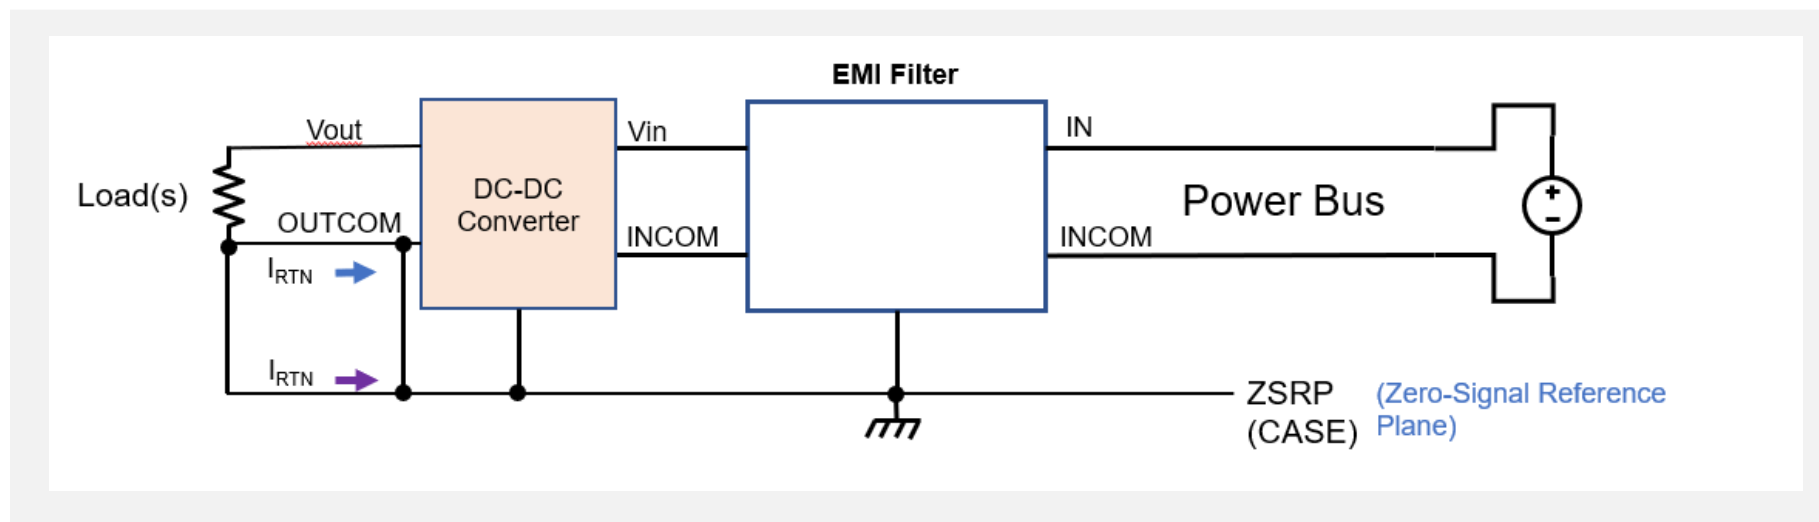 EMI Filter
Vout
Vin
IN
Load(s)
DC-DC
Converter
Power Bus
OUTCOM
INCOM
INCOM
+
−
IRTN
IRTN
ZSRP
(CASE)
(Zero-Signal Reference
Plane)